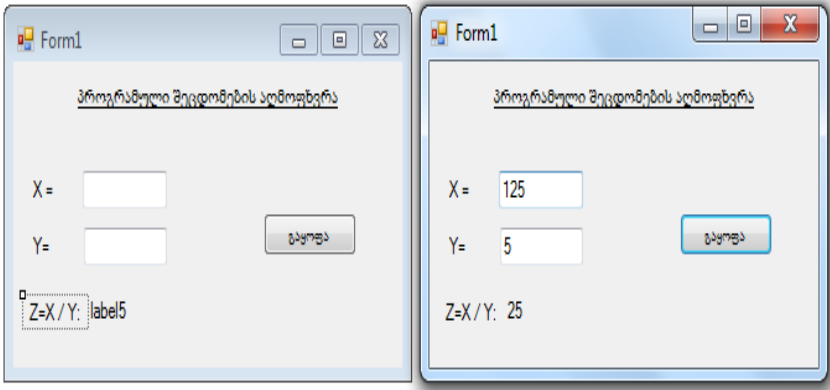 Form1
პროგრამული შეცდომების აღმოფხვრა
X =
Y=
გაყოფა
Z=X / Y: label5
Form1
პროგრამული შეცდომების აღმოფხვრა
X = 125
Y= 5
გაყოფა
Z=X / Y: 25